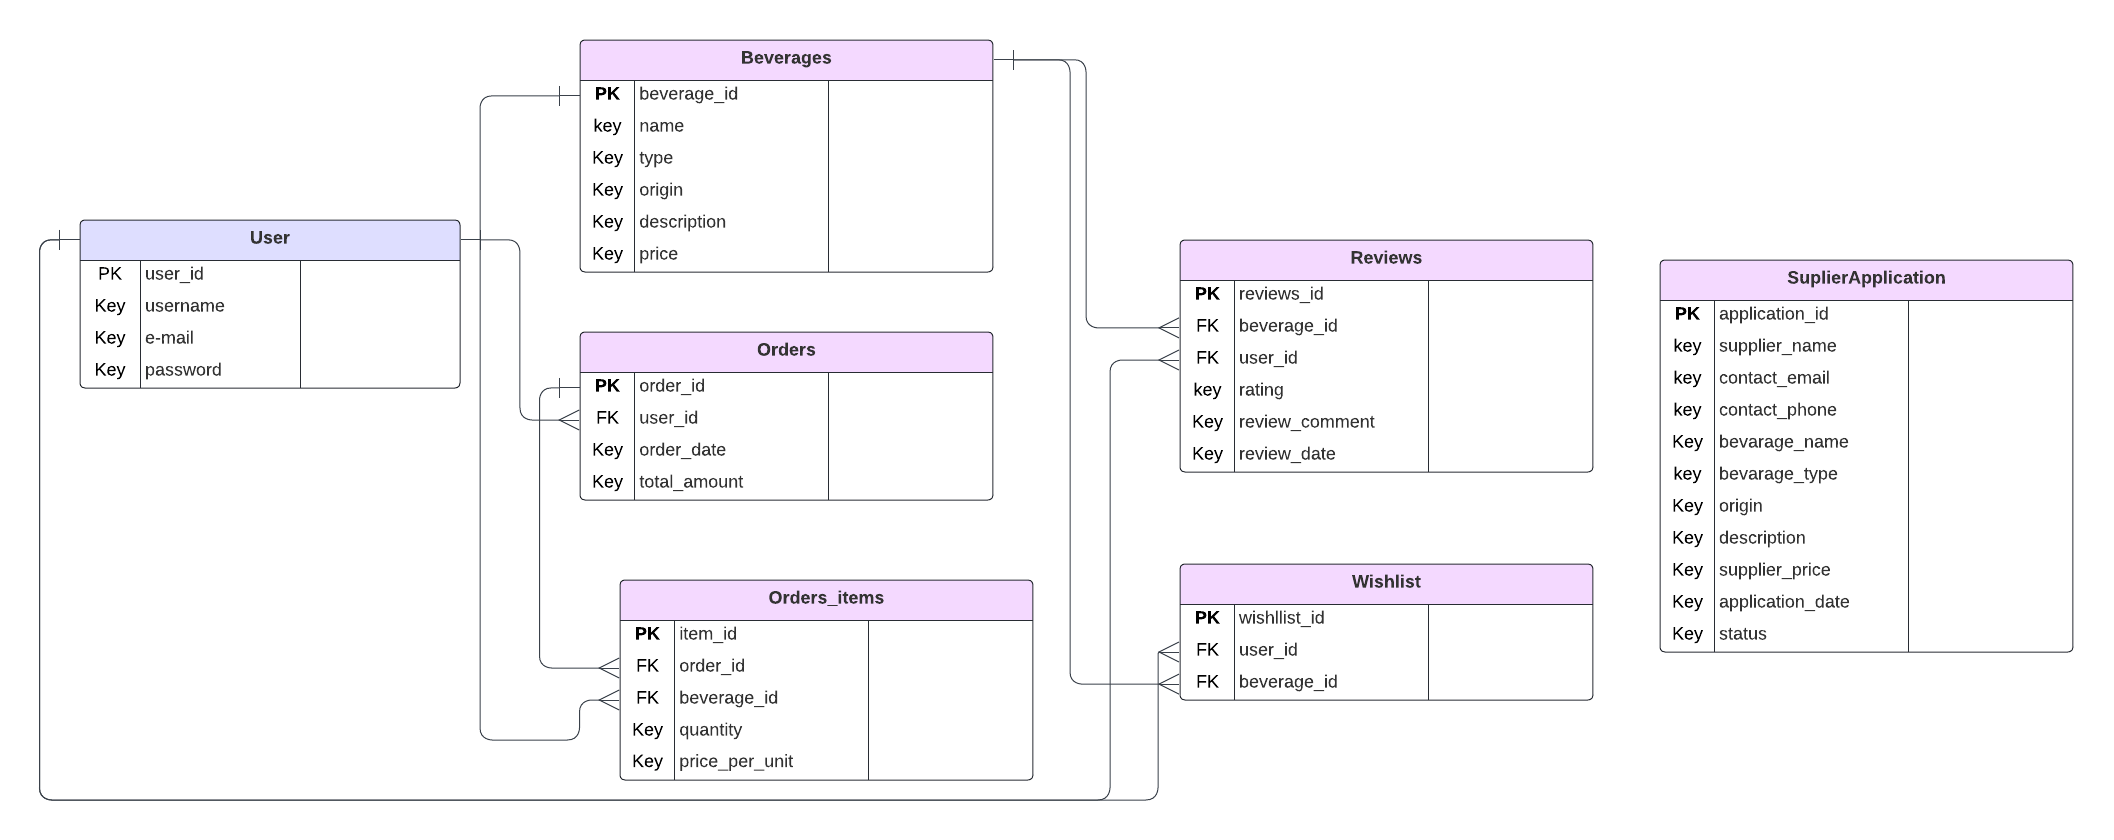 Beverages
PK beverage_id
key name
Key type
Key origin
Key description
Key price
User
PK user_id
Key username
Key e-mail
Key password
Orders
PK order_id
FK user_id
Key order_date
Key total_amount
Orders_items
PK item_id
FK order_id
FK beverage_id
Key quantity
Key price_per_unit
Reviews
PK reviews_id
FK beverage_id
FK user_id
key rating
Key review_comment
Key review_date
Wishlist
PK wishllist_id
FK user_id
FK beverage_id
SuplierApplication
PK application_id
key supplier_name
key contact_email
key contact_phone
Key bevarage_name
key bevarage_type
Key origin
Key description
Key supplier_price
Key application_date
Key status